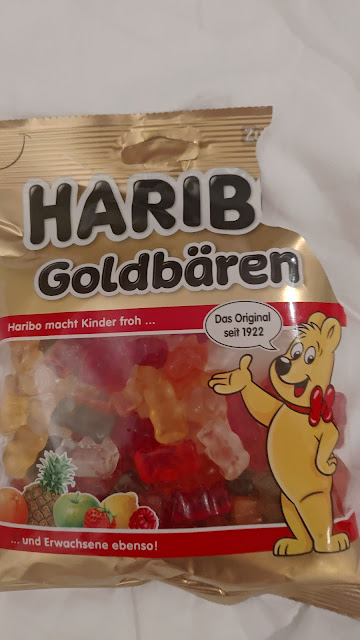 HARIB
Goldbären
Haribo macht Kinder froh ...
Das Original
seit 1922
... und Erwachsene ebenso!